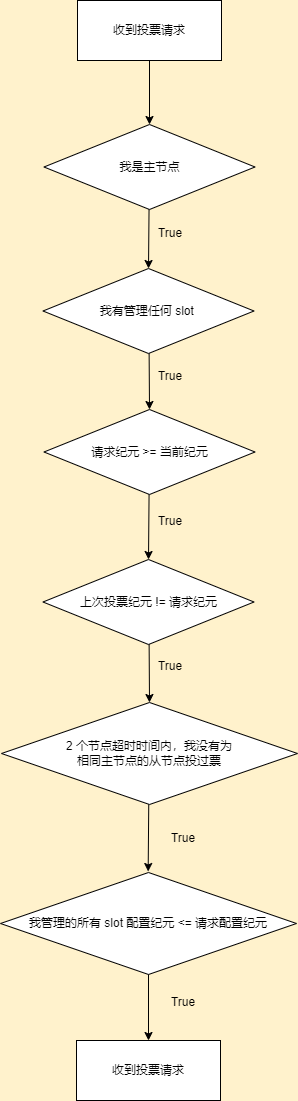 收到投票请求
我是主节点
True
我有管理任何 slot
True
请求纪元 >= 当前纪元
True
上次投票纪元 != 请求纪元
True
2 个节点超时时间内，我没有为
相同主节点的从节点投过票
True
我管理的所有 slot 配置纪元 <= 请求配置纪元
True
收到投票请求